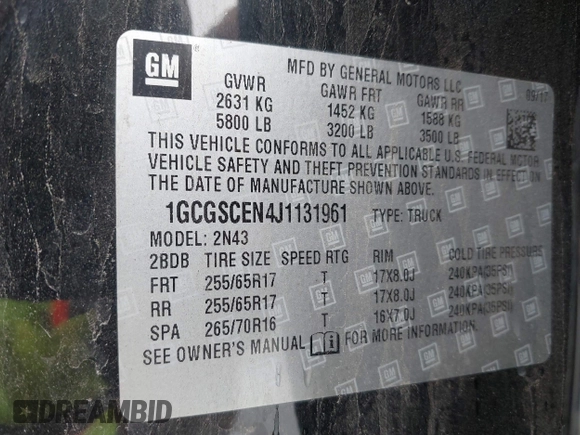 GM
MFD BY GENERAL MOTORS LLC
09/17
GVWR GAWR FRT GAWR RR
2631 KG 1452 KG 1588 KG
5800 LB 3200 LB 3500 LB
THIS VEHICLE CONFORMS TO ALL APPLICABLE U.S. FEDERAL MOTOR
VEHICLE SAFETY AND THEFT PREVENTION STANDARDS IN EFFECT ON
THE DATE OF MANUFACTURE SHOWN ABOVE.
1GCGSCEN4J1131961 TYPE: TRUCK
MODEL: 2N43
2BDB TIRE SIZE SPEED RTG RIM COLD TIRE PRESSURE
FRT 255/65R17 T 17X8.0J 240KPA(35PSI)
RR 255/65R17 T 17X8.0J 240KPA(35PSI)
SPA 265/70R16 T 16X7.0J 240KPA(35PSI)
SEE OWNER'S MANUAL FOR MORE INFORMATION.
DREAMBID